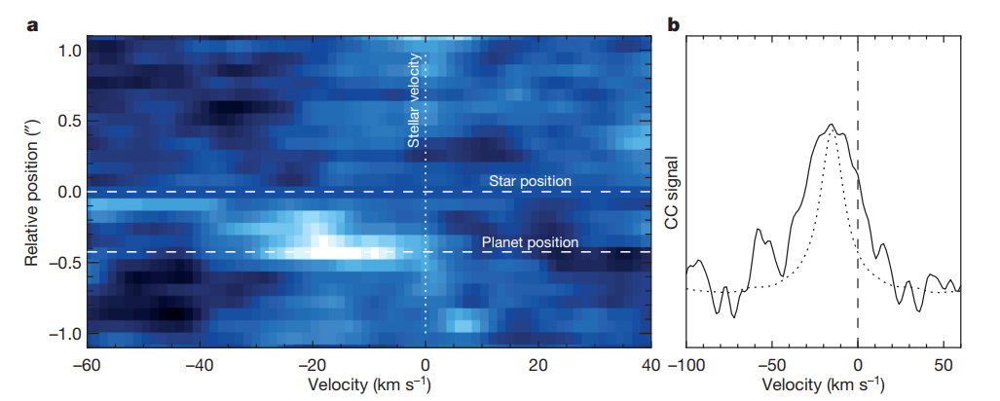 a
b
1.0
0.5
0.0
−0.5
−1.0
Relative position (″)
Stellar velocity
Star position
Planet position
−60
−40
−20
0
20
40
Velocity (km s−1)
CC signal
−100
−50
0
50
Velocity (km s−1)